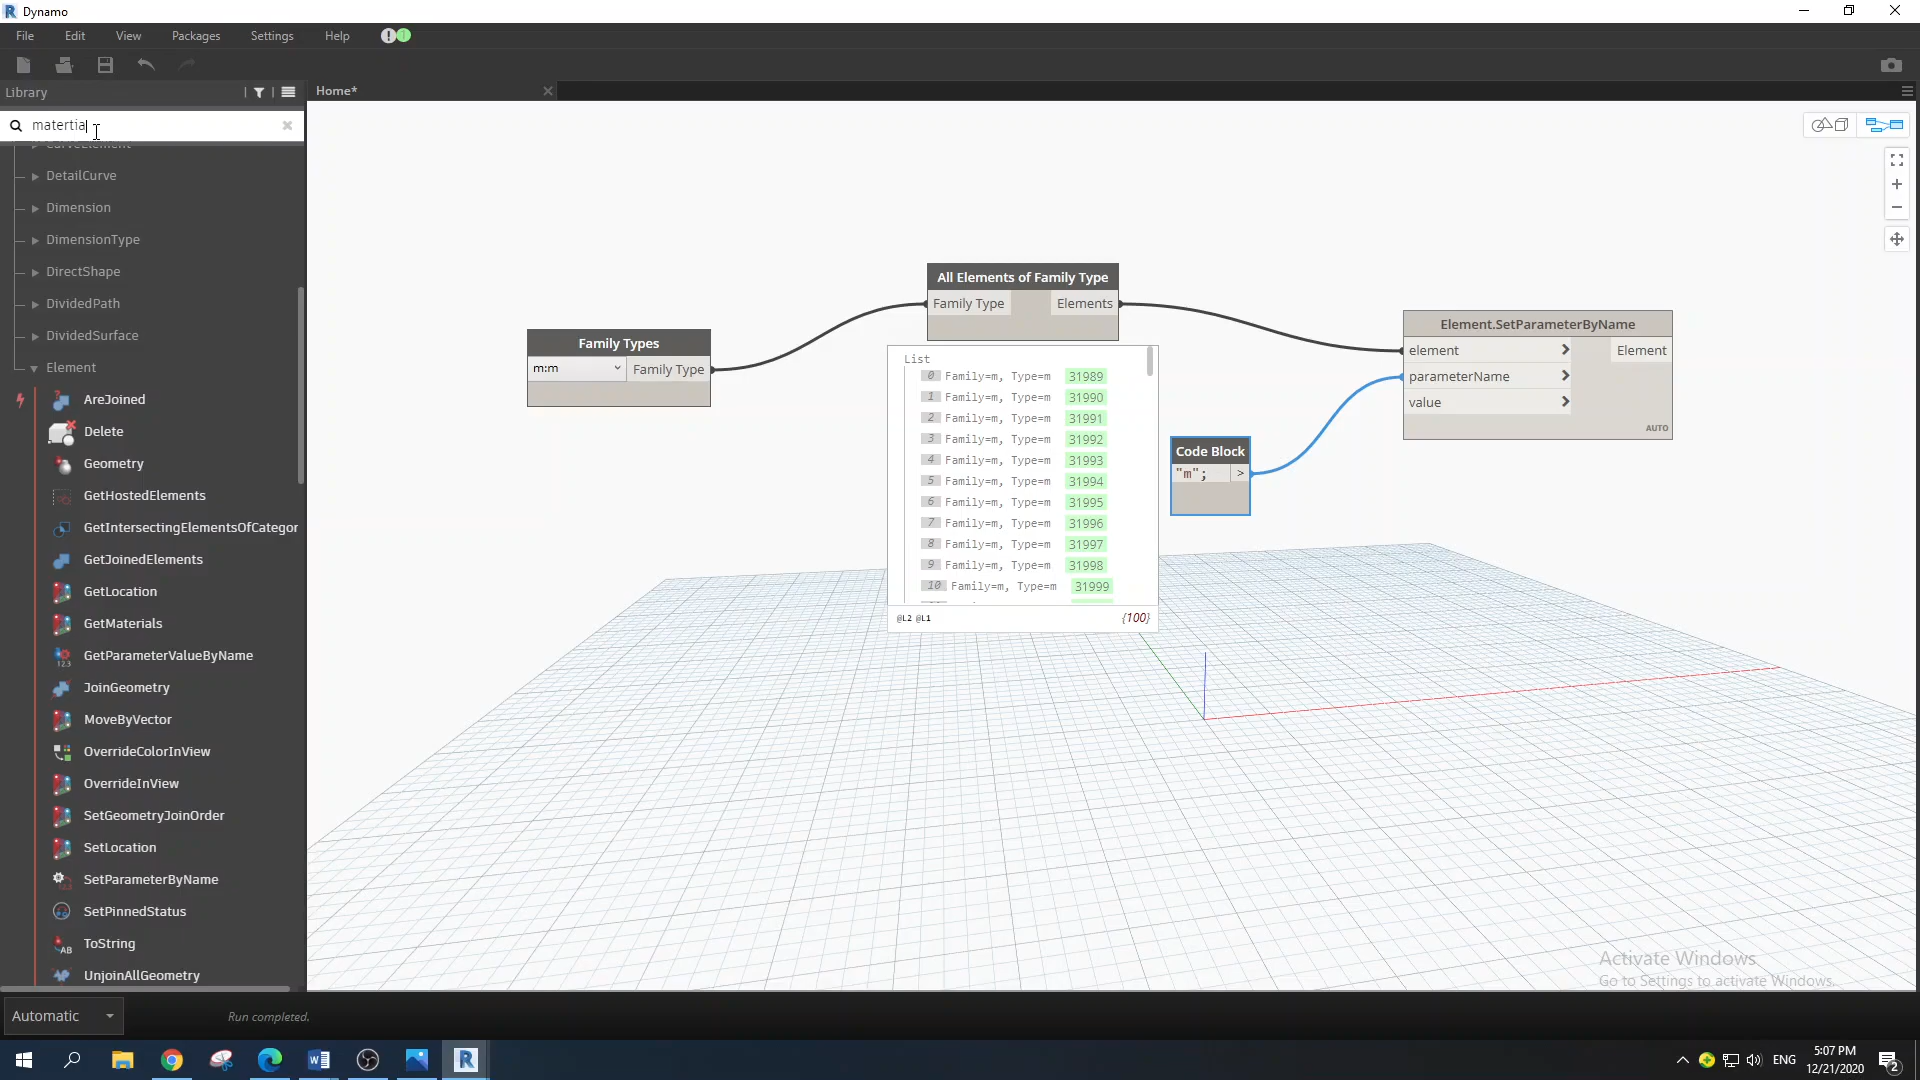 Dynamo
File Edit View Packages Settings Help
Library
Home*
matertia
CurveElement
DetailCurve
Dimension
DimensionType
DirectShape
DividedPath
DividedSurface
Element
AreJoined
Delete
Geometry
GetHostedElements
GetIntersectingElementsOfCategor
GetJoinedElements
GetLocation
GetMaterials
GetParameterValueByName
JoinGeometry
MoveByVector
OverrideColorInView
OverrideInView
SetGeometryJoinOrder
SetLocation
SetParameterByName
SetPinnedStatus
ToString
UnjoinAllGeometry
Family Types
m:m Family Type
All Elements of Family Type
Family Type Elements
List
0 Family=m, Type=m 31989
1 Family=m, Type=m 31990
2 Family=m, Type=m 31991
3 Family=m, Type=m 31992
4 Family=m, Type=m 31993
5 Family=m, Type=m 31994
6 Family=m, Type=m 31995
7 Family=m, Type=m 31996
8 Family=m, Type=m 31997
9 Family=m, Type=m 31998
10 Family=m, Type=m 31999
@L2 @L1 {100}
Code Block
"m"; >
Element.SetParameterByName
element > Element
parameterName >
value >
AUTO
Activate Windows
Go to Settings to activate Windows.
Automatic Run completed.
ENG 5:07 PM
12/21/2020
2